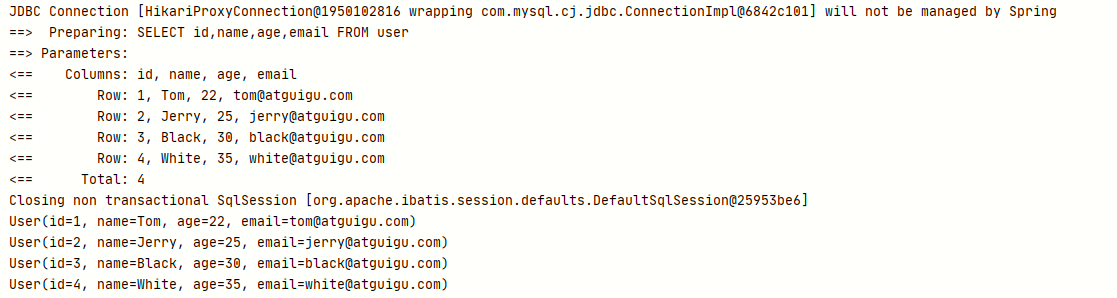 JDBC Connection [HikariProxyConnection@1950102816 wrapping com.mysql.cj.jdbc.ConnectionImpl@6842c101] will not be managed by Spring
==>  Preparing: SELECT id,name,age,email FROM user
==> Parameters:
<==    Columns: id, name, age, email
<==        Row: 1, Tom, 22, tom@atguigu.com
<==        Row: 2, Jerry, 25, jerry@atguigu.com
<==        Row: 3, Black, 30, black@atguigu.com
<==        Row: 4, White, 35, white@atguigu.com
<==      Total: 4
Closing non transactional SqlSession [org.apache.ibatis.session.defaults.DefaultSqlSession@25953be6]
User(id=1, name=Tom, age=22, email=tom@atguigu.com)
User(id=2, name=Jerry, age=25, email=jerry@atguigu.com)
User(id=3, name=Black, age=30, email=black@atguigu.com)
User(id=4, name=White, age=35, email=white@atguigu.com)